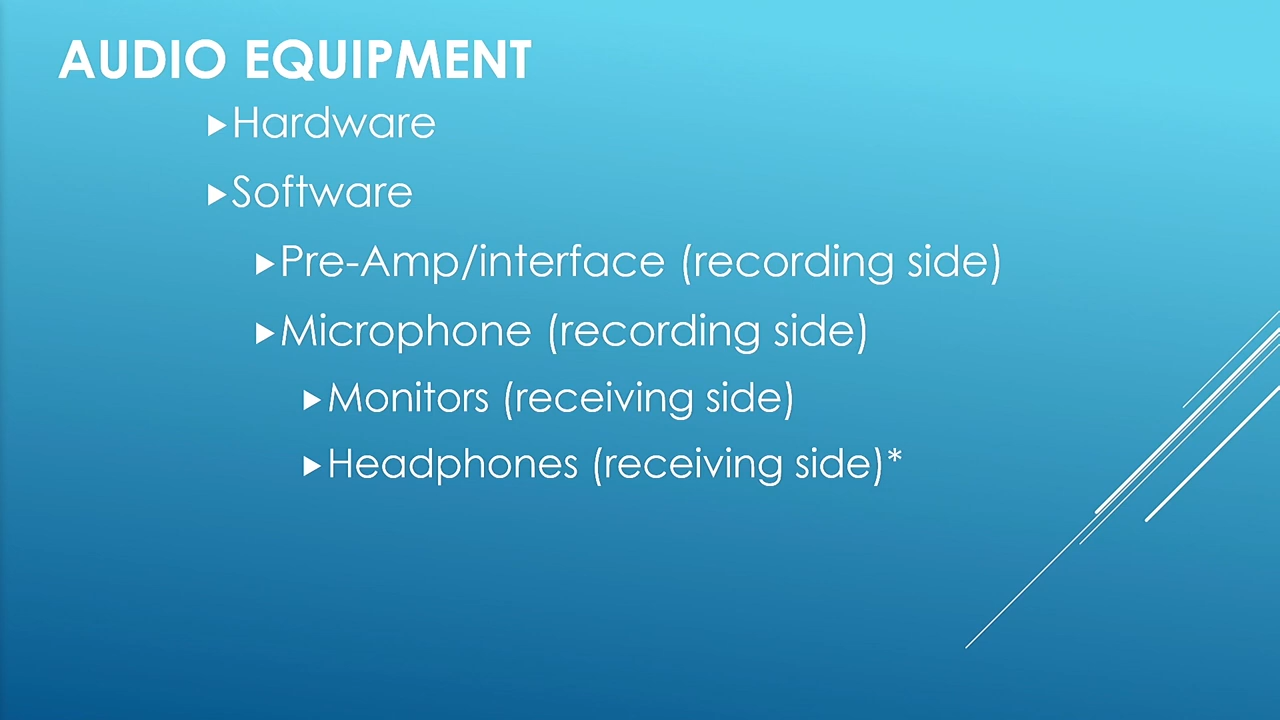 AUDIO EQUIPMENT
Hardware
Software
Pre-Amp/interface (recording side)
Microphone (recording side)
Monitors (receiving side)
Headphones (receiving side)*